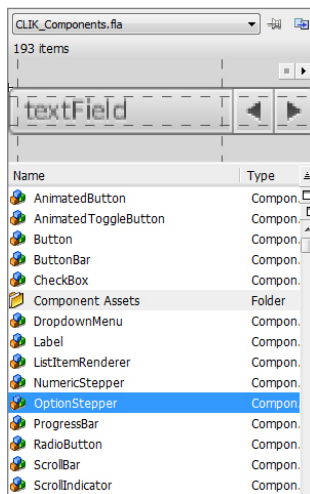 CLIK_Components.fla
193 items
textField
Name Type
AnimatedButton Compon.
AnimatedToggleButton Compon.
Button Compon.
ButtonBar Compon.
CheckBox Compon.
Component Assets Folder
DropdownMenu Compon.
Label Compon.
ListItemRenderer Compon.
NumericStepper Compon.
OptionStepper Compon.
ProgressBar Compon.
RadioButton Compon.
ScrollBar Compon.
ScrollIndicator Compon.